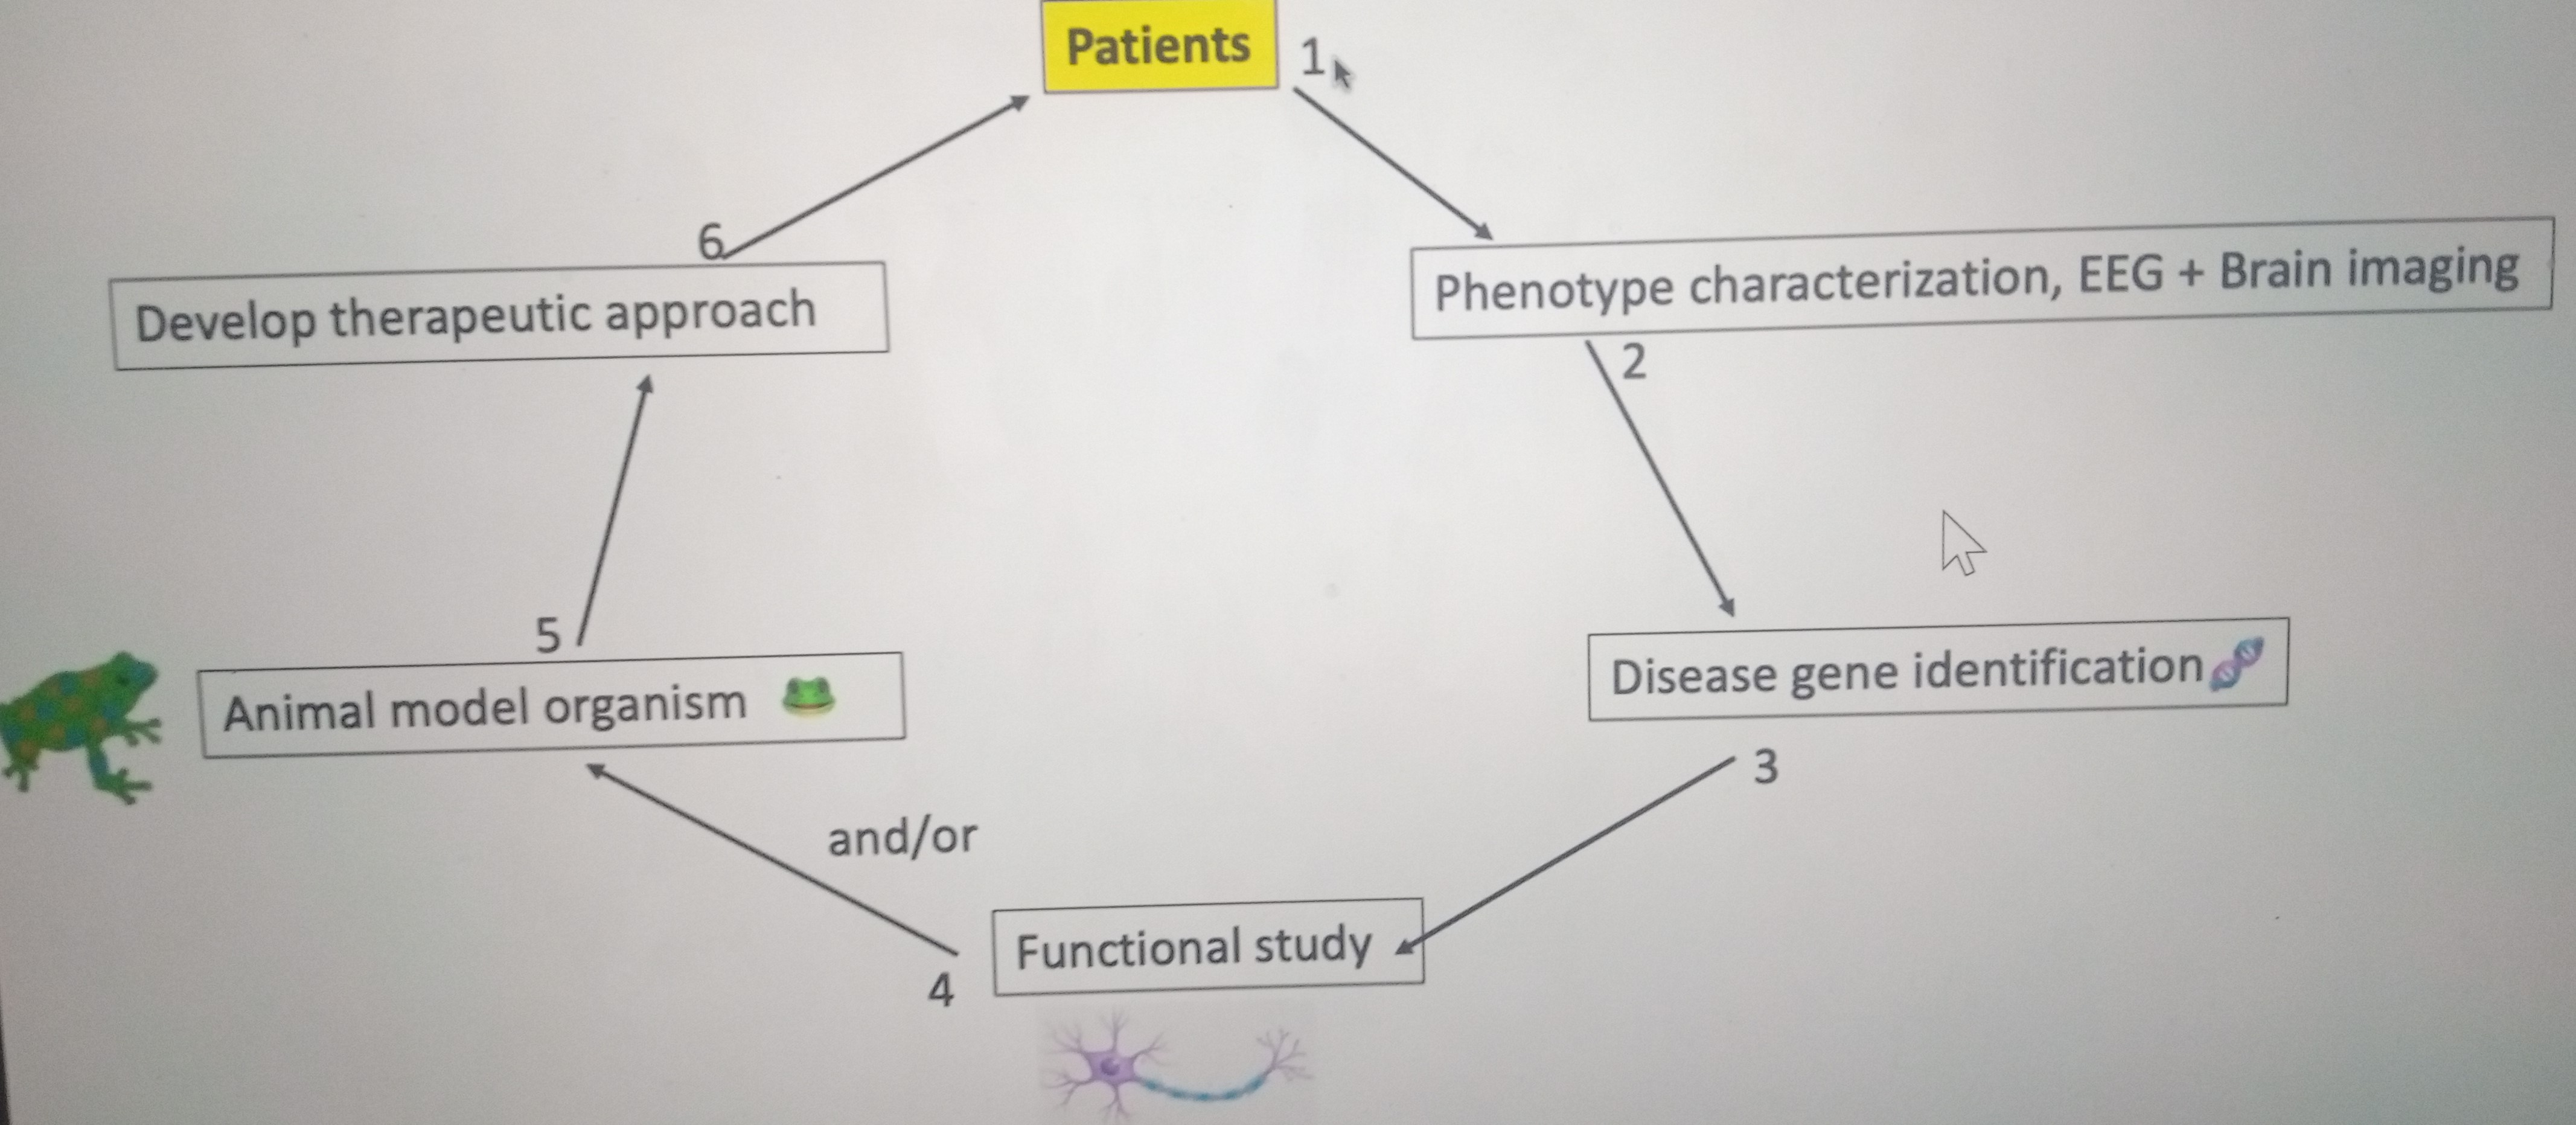 Patients
1
Phenotype characterization, EEG + Brain imaging
2
Disease gene identification
3
Functional study
4
and/or
Animal model organism
5
Develop therapeutic approach
6